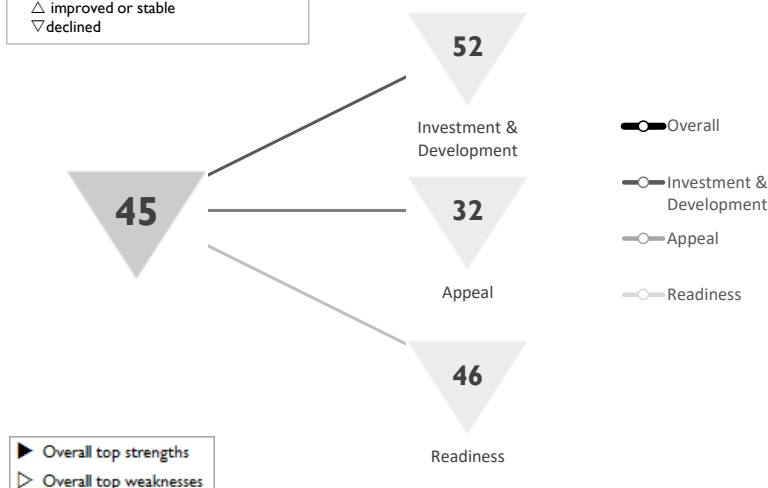 △ improved or stable
▽ declined
52
Investment &
Development
45
32
Appeal
46
Readiness
Overall
Investment &
Development
Appeal
Readiness
▶ Overall top strengths
▷ Overall top weaknesses